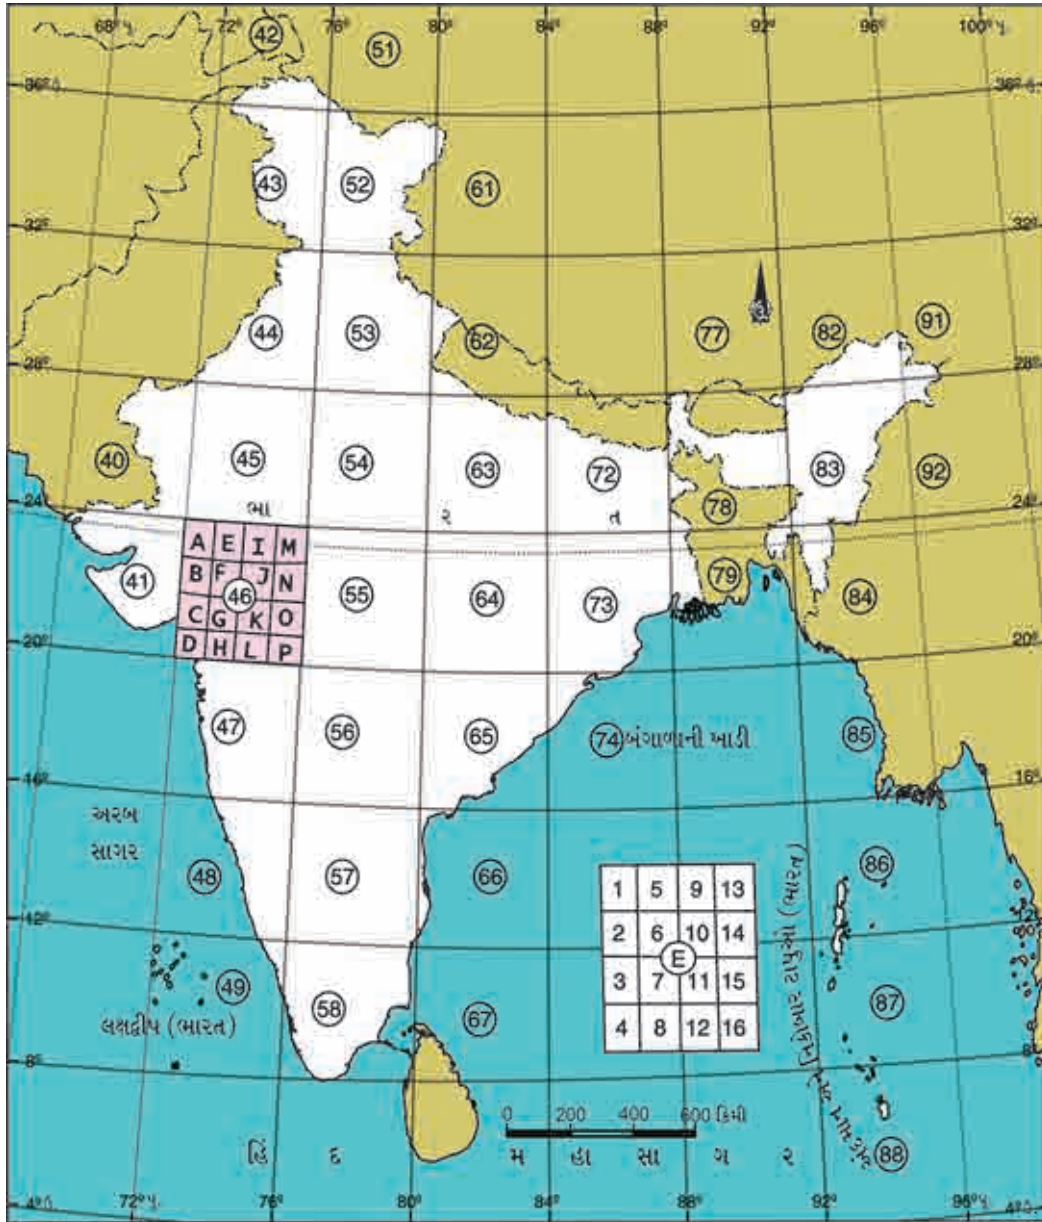 68° 72° 76° 80° 84° 88° 92° 96° 100° પૂ.
42
51
36° ઉ. 36° ઉ.
43 52 61
32° 32°
44 53 62 77 82 91
28° 28°
40 45 54 63 72 83 92
ભા ર ત
78
24° 24°
A E I M
B F J N
41 46 55 64 73 79 84
C G K O
D H L P
20° 20°
47 56 65 74 બંગાળાની ખાડી 85
16° 16°
અરબ
સાગર
48 57 66 86
1 5 9 13
2 6 10 14
E
3 7 11 15
4 8 12 16
12° 12°
49 58 67 87
લક્ષદ્વીપ (ભારત)
8° 8°
0 200 400 600 કિમી
હિં દ મ હા સા ગ ર
88
4° ઉ. 72° પૂ. 76° 80° 84° 88° 92° 96° પૂ. 4° ઉ.